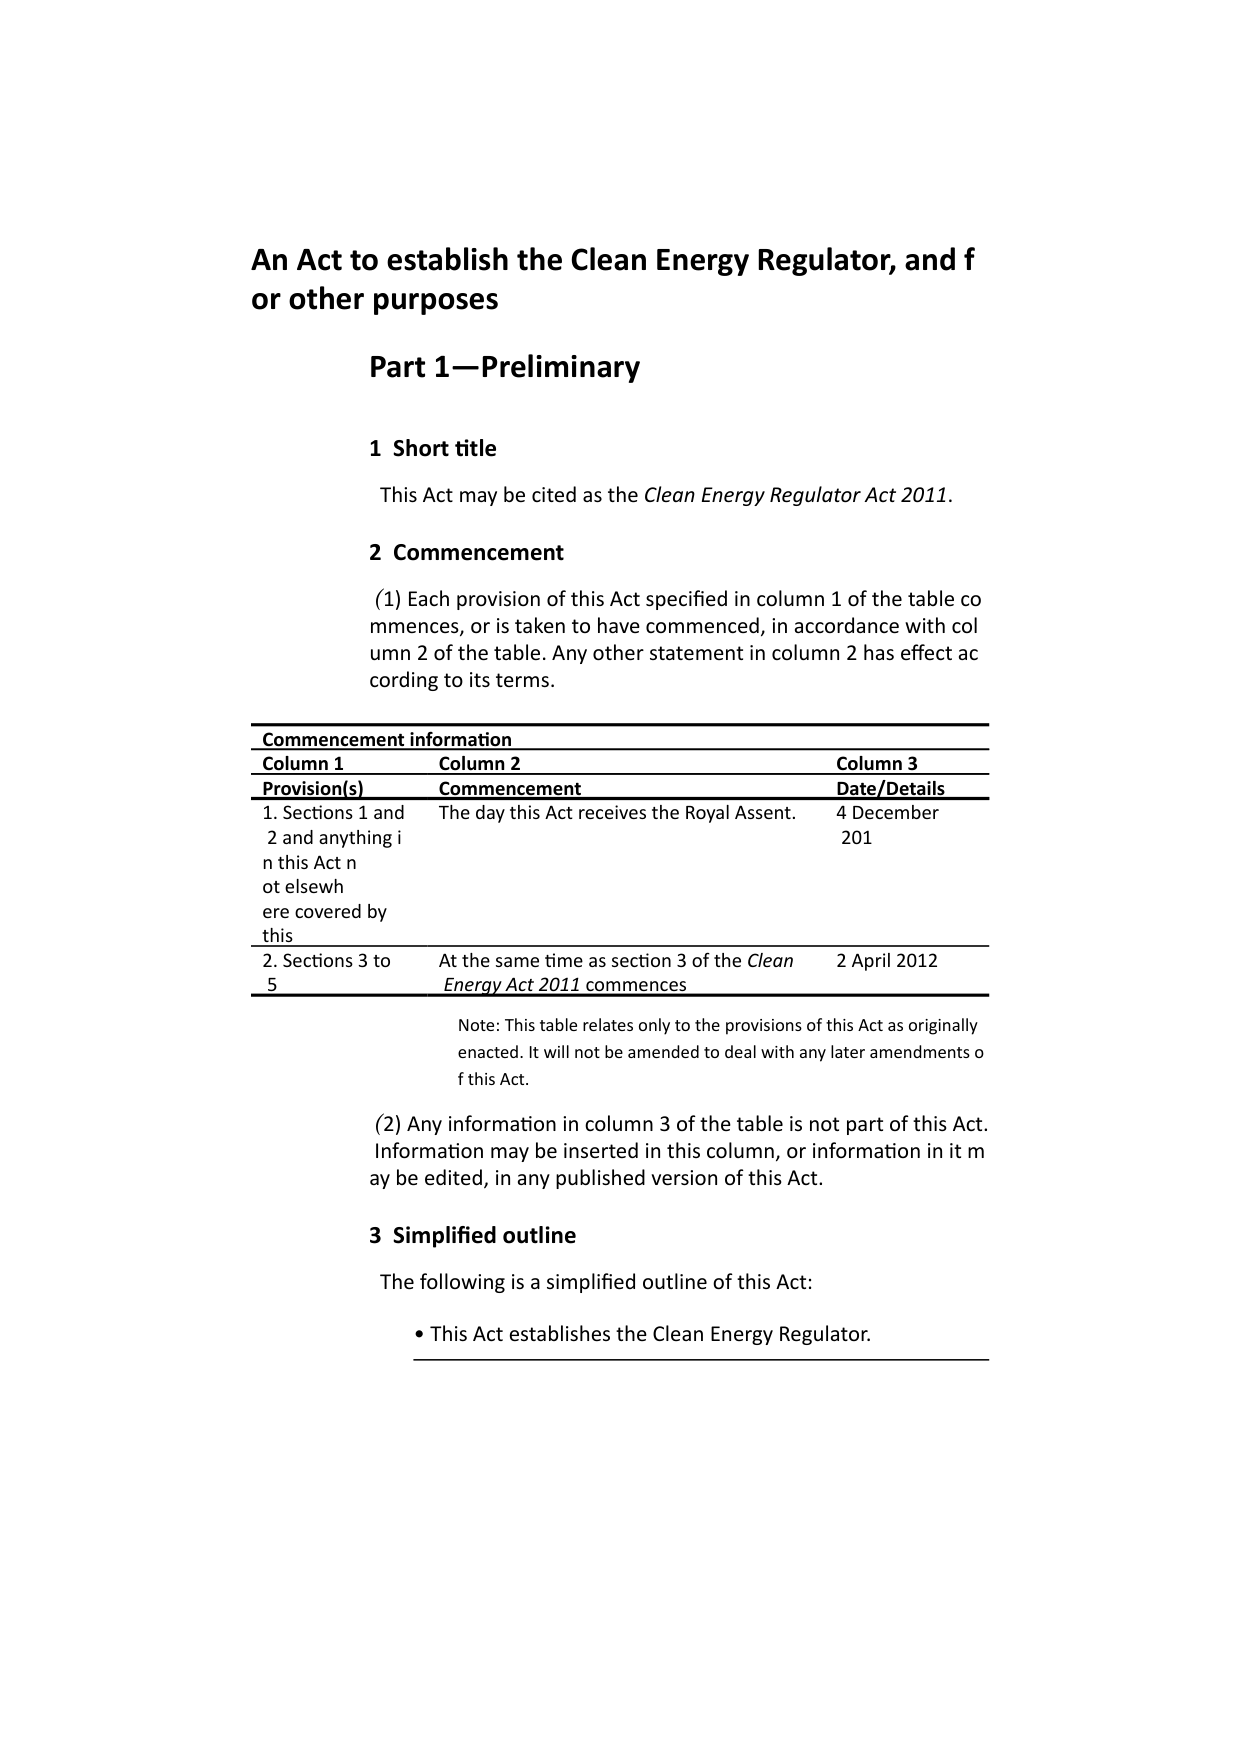 An Act to establish the Clean Energy Regulator, and f
or other purposes
Part 1—Preliminary
1 Short title
This Act may be cited as the Clean Energy Regulator Act 2011.
2 Commencement
(1) Each provision of this Act specified in column 1 of the table co
mmences, or is taken to have commenced, in accordance with col
umn 2 of the table. Any other statement in column 2 has effect ac
cording to its terms.
Commencement information
Column 1 Column 2 Column 3
Provision(s) Commencement Date/Details
1. Sections 1 and The day this Act receives the Royal Assent. 4 December
2 and anything i 201
n this Act n
ot elsewh
ere covered by
this
2. Sections 3 to At the same time as section 3 of the Clean 2 April 2012
5 Energy Act 2011 commences
Note: This table relates only to the provisions of this Act as originally
enacted. It will not be amended to deal with any later amendments o
f this Act.
(2) Any information in column 3 of the table is not part of this Act.
Information may be inserted in this column, or information in it m
ay be edited, in any published version of this Act.
3 Simplified outline
The following is a simplified outline of this Act:
• This Act establishes the Clean Energy Regulator.